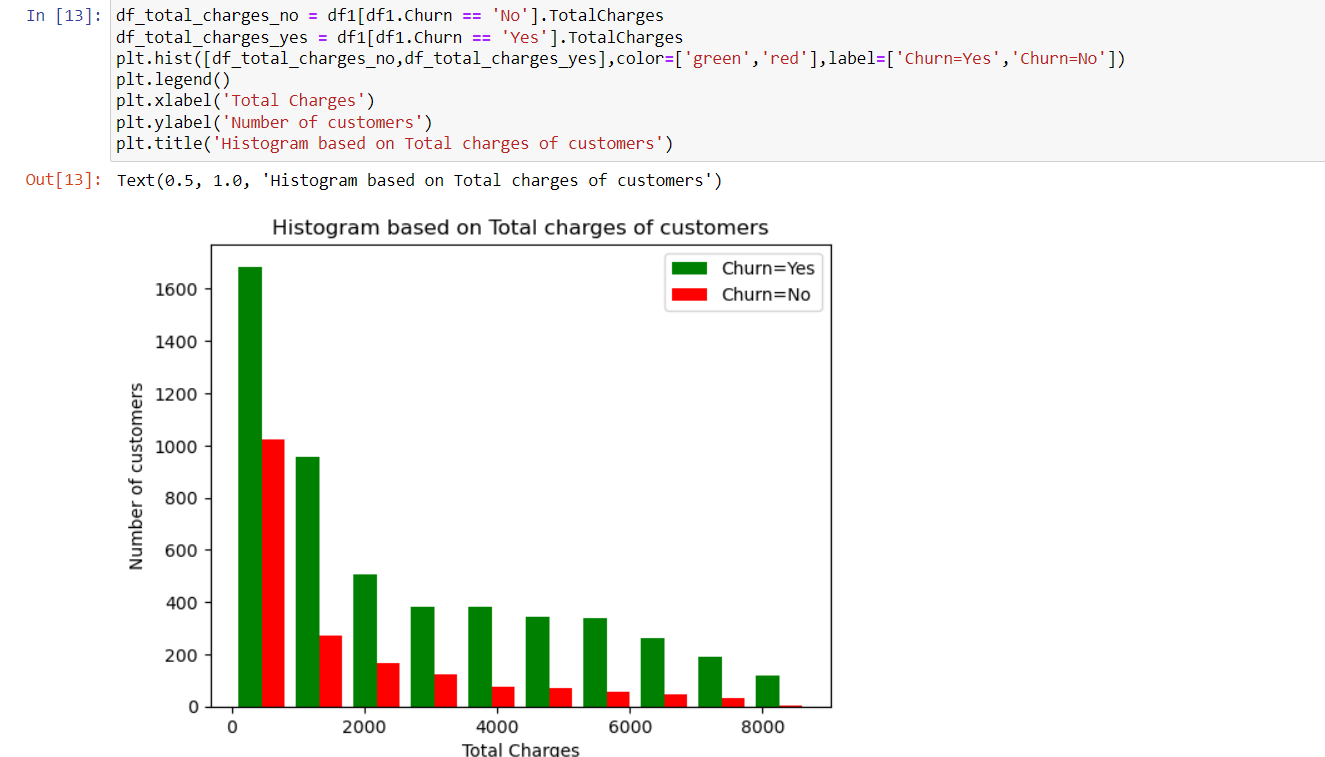 In [13]: df_total_charges_no = df1[df1.Churn == 'No'].TotalCharges
df_total_charges_yes = df1[df1.Churn == 'Yes'].TotalCharges
plt.hist([df_total_charges_no,df_total_charges_yes],color=['green','red'],label=['Churn=Yes','Churn=No'])
plt.legend()
plt.xlabel('Total Charges')
plt.ylabel('Number of customers')
plt.title('Histogram based on Total charges of customers')
Out[13]: Text(0.5, 1.0, 'Histogram based on Total charges of customers')
Histogram based on Total charges of customers
Churn=Yes
Churn=No
Number of customers
1600
1400
1200
1000
800
600
400
200
0
0 2000 4000 6000 8000
Total Charges